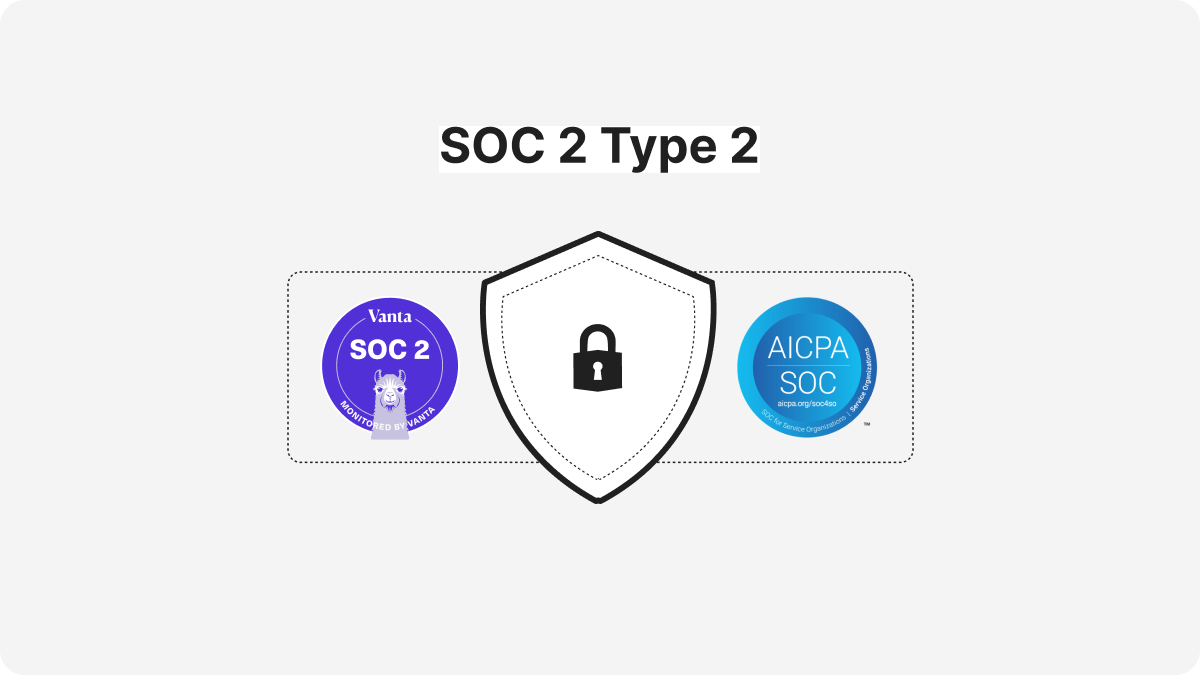 SOC 2 Type 2
Vanta
SOC 2
MONITORED BY VANTA
AICPA
SOC
aicpa.org/soc4so
SOC for Service Organizations | Service Organizations
TM